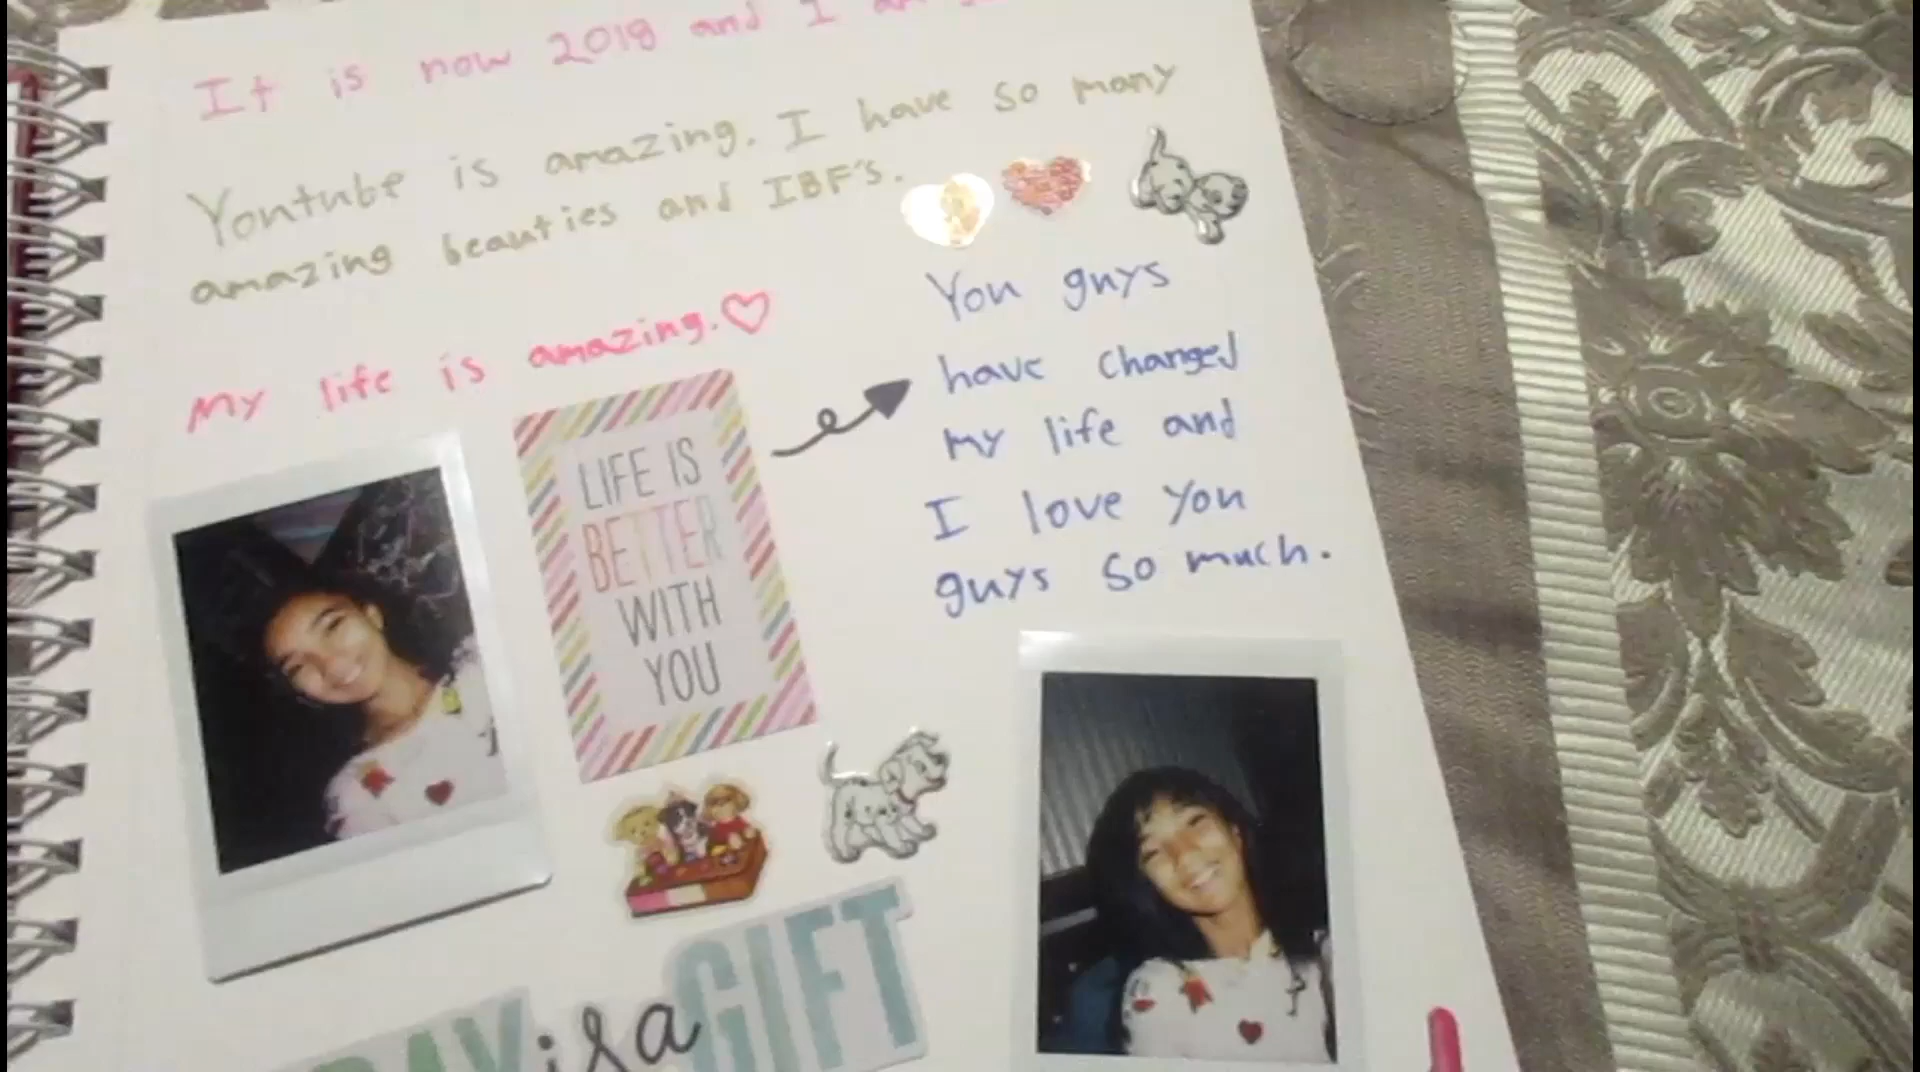 It is now 2018 and I am
Youtube is amazing. I have so many
amazing beauties and IBF's.
My life is amazing.
You guys
have changed
my life and
I love you
guys so much.
LIFE IS
BETTER
WITH
YOU
is a GIFT